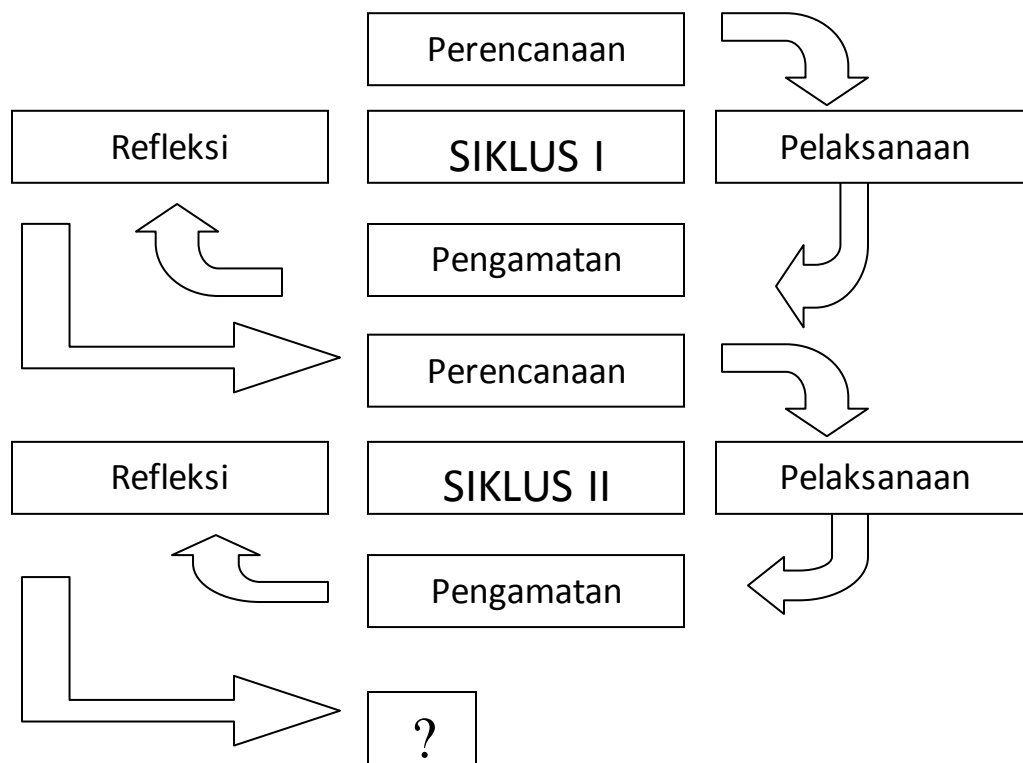 Perencanaan
Refleksi
SIKLUS I
Pelaksanaan
Pengamatan
Perencanaan
Refleksi
SIKLUS II
Pelaksanaan
Pengamatan
?